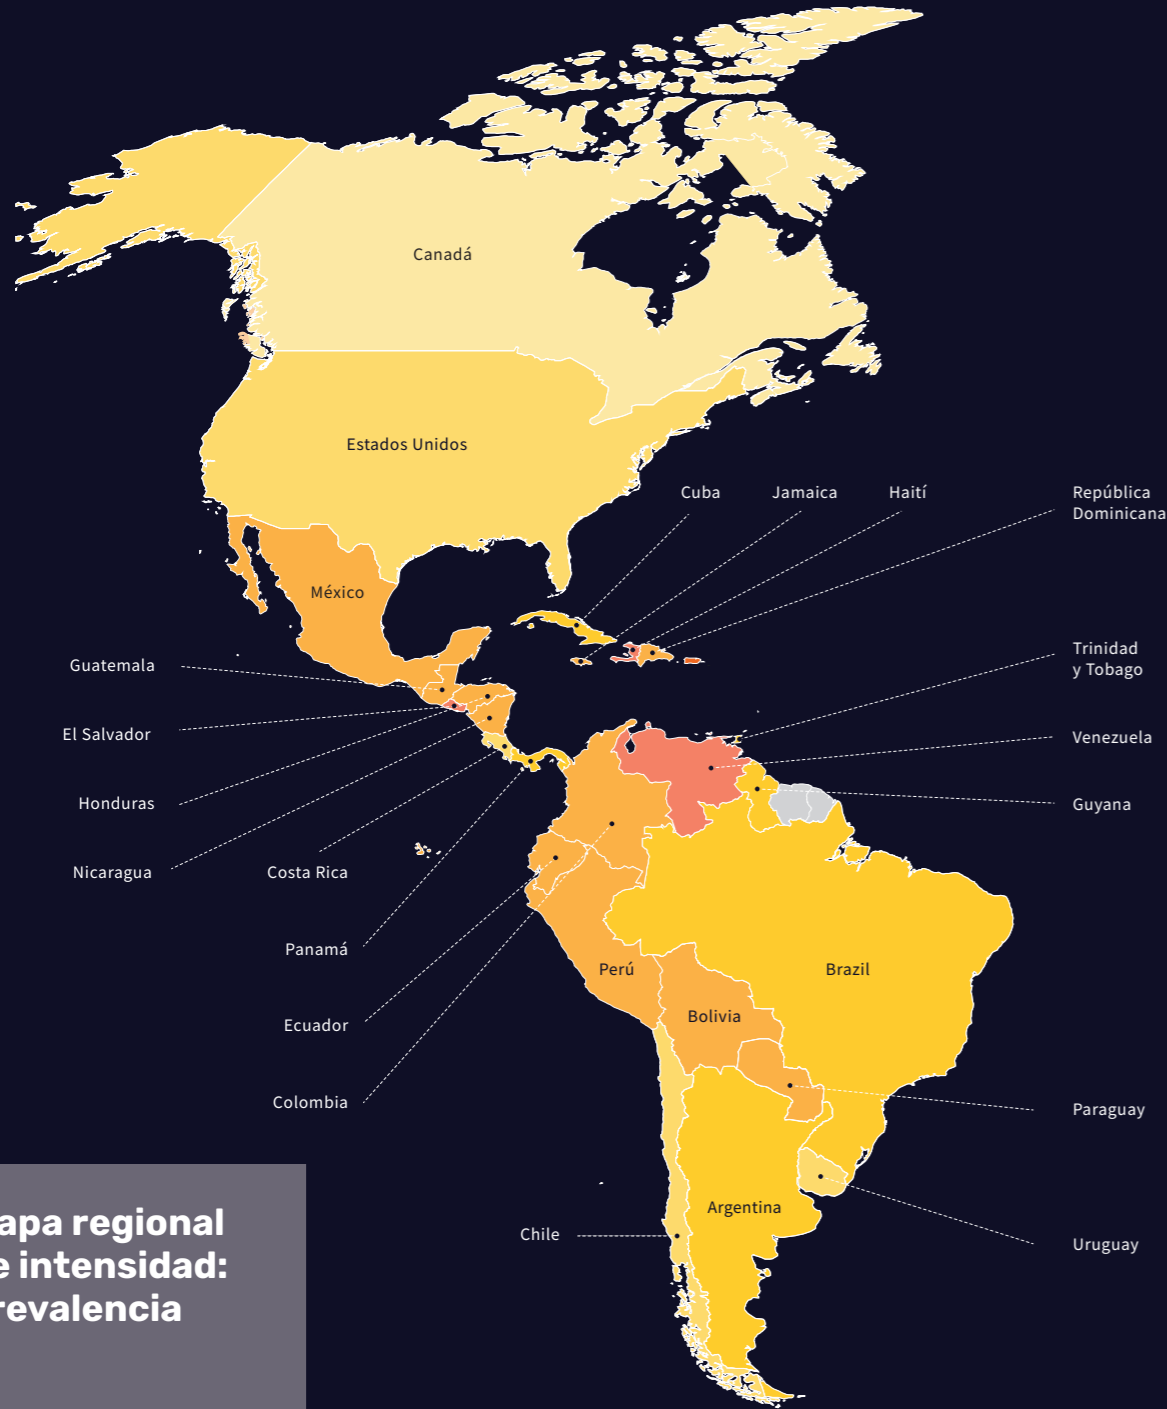 Canadá
Estados Unidos
Cuba
Jamaica
Haití
República
Dominicana
México
Guatemala
Trinidad
y Tobago
El Salvador
Venezuela
Honduras
Guyana
Nicaragua
Costa Rica
Panamá
Perú
Brazil
Bolivia
Ecuador
Colombia
Paraguay
Argentina
Chile
Uruguay
apa regional
e intensidad:
revalencia